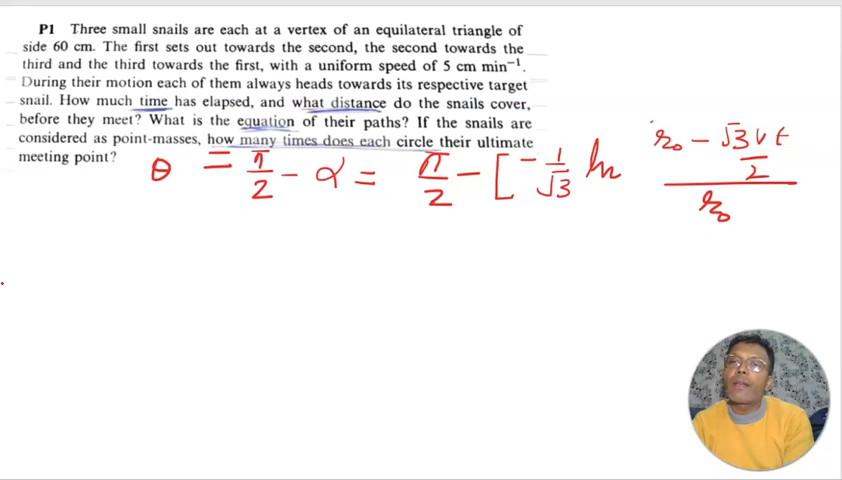 P1 Three small snails are each at a vertex of an equilateral triangle of
side 60 cm. The first sets out towards the second, the second towards the
third and the third towards the first, with a uniform speed of 5 cm min⁻¹.
During their motion each of them always heads towards its respective target
snail. How much time has elapsed, and what distance do the snails cover,
before they meet? What is the equation of their paths? If the snails are
considered as point-masses, how many times does each circle their ultimate
meeting point?
θ = π/2 - α = π/2 - [ - 1/√3 ln (r₀ - √3vt/2)/r₀